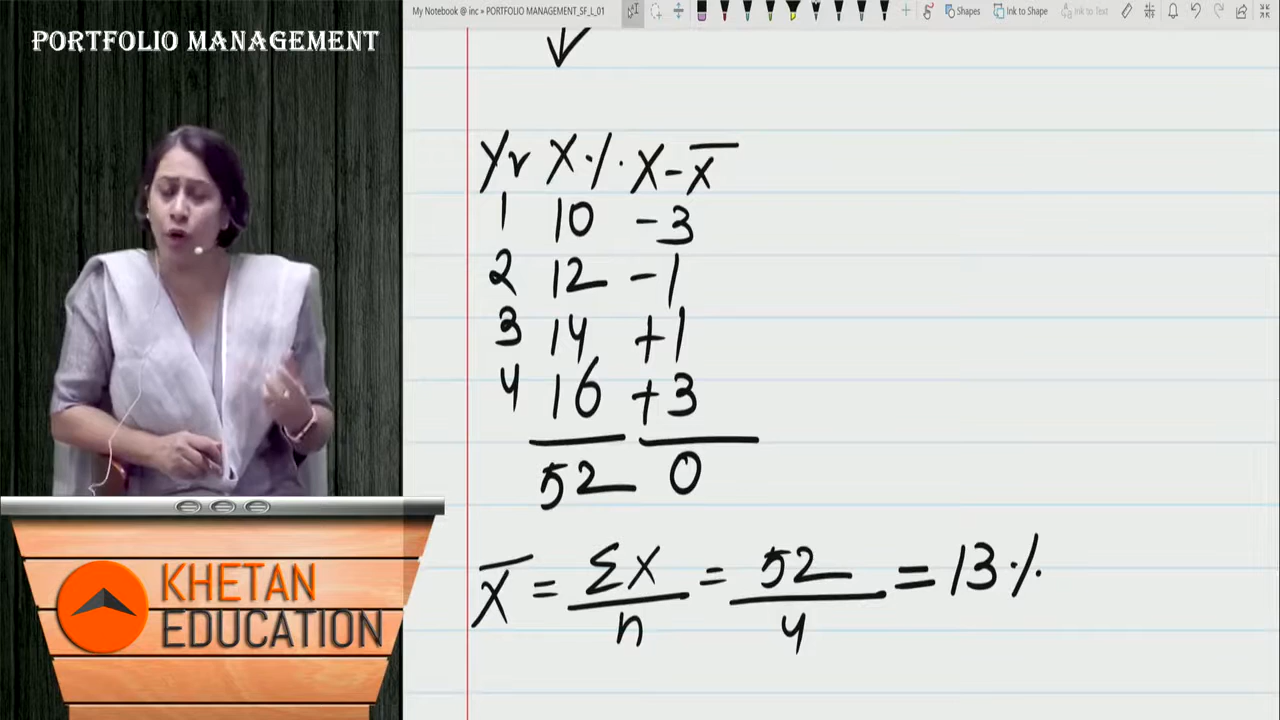 PORTFOLIO MANAGEMENT
My Notebook @ inc » PORTFOLIO MANAGEMENT_SF_L_01
Shapes
Ink to Shape
Ink to Text
Yr X% X-x̅
1 10 -3
2 12 -1
3 14 +1
4 16 +3
52 0
X̅ = ΣX/n = 52/4 = 13%
KHETAN
EDUCATION